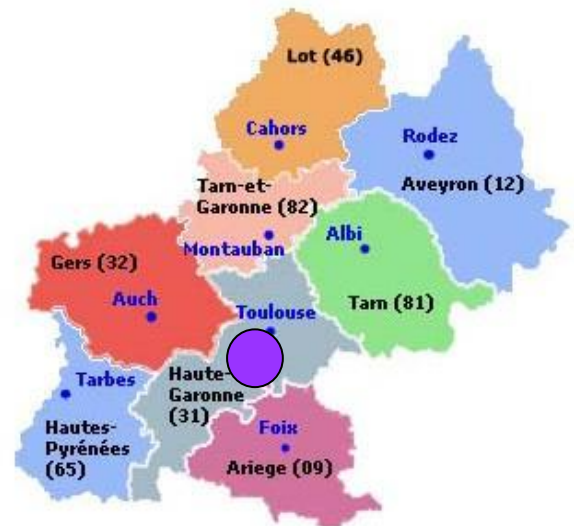 Lot (46)
Cahors
Rodez
Aveyron (12)
Tarn-et-
Garonne (82)
Montauban
Albi
Tarn (81)
Gers (32)
Auch
Toulouse
Haute-
Garonne
(31)
Tarbes
Hautes-
Pyrénées
(65)
Foix
Ariege (09)